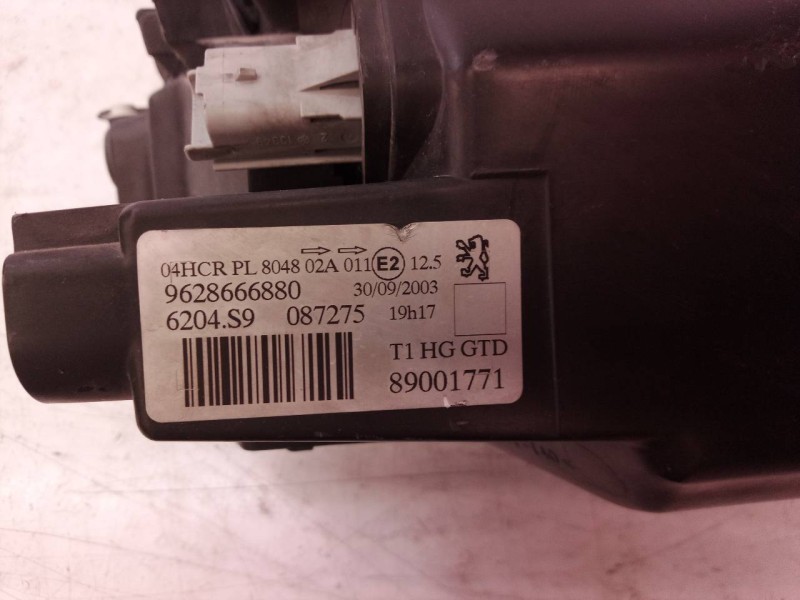 04HCR PL 8048 02A 011 E2 12.5
9628666880 30/09/2003
6204.S9 087275 19h17
T1 HG GTD
89001771